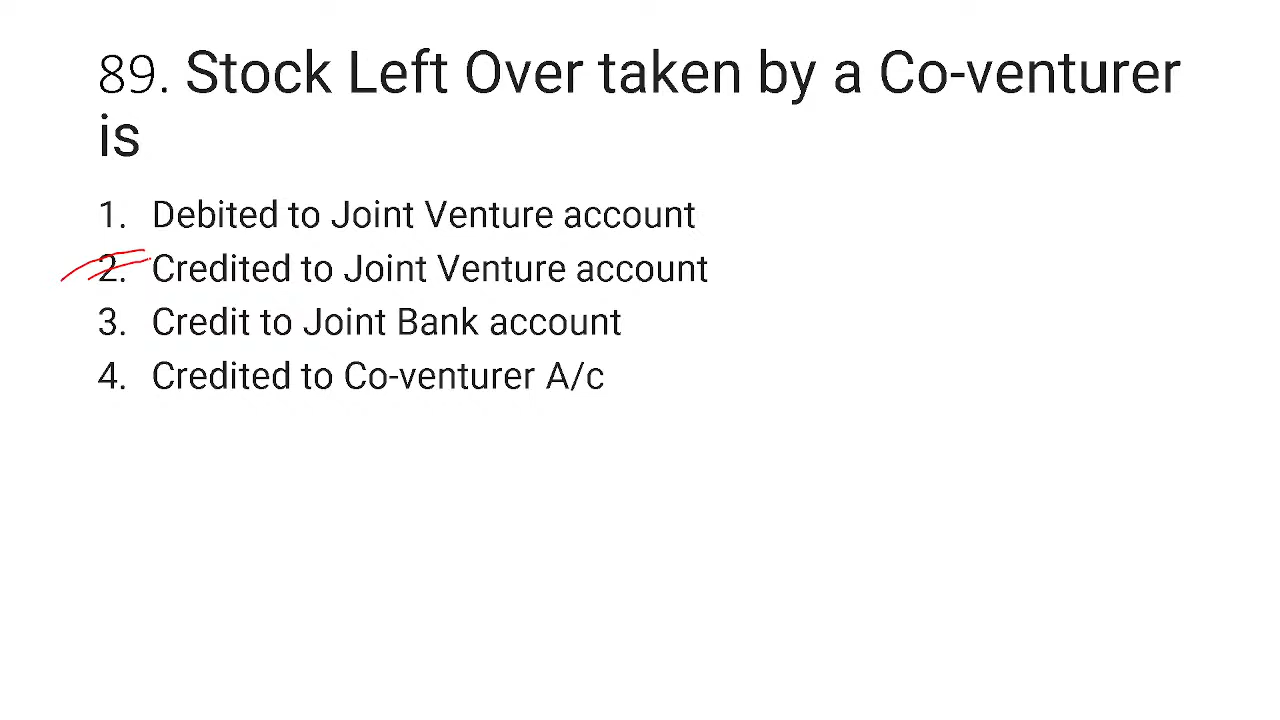 89. Stock Left Over taken by a Co-venturer
is
1. Debited to Joint Venture account
2. Credited to Joint Venture account
3. Credit to Joint Bank account
4. Credited to Co-venturer A/c